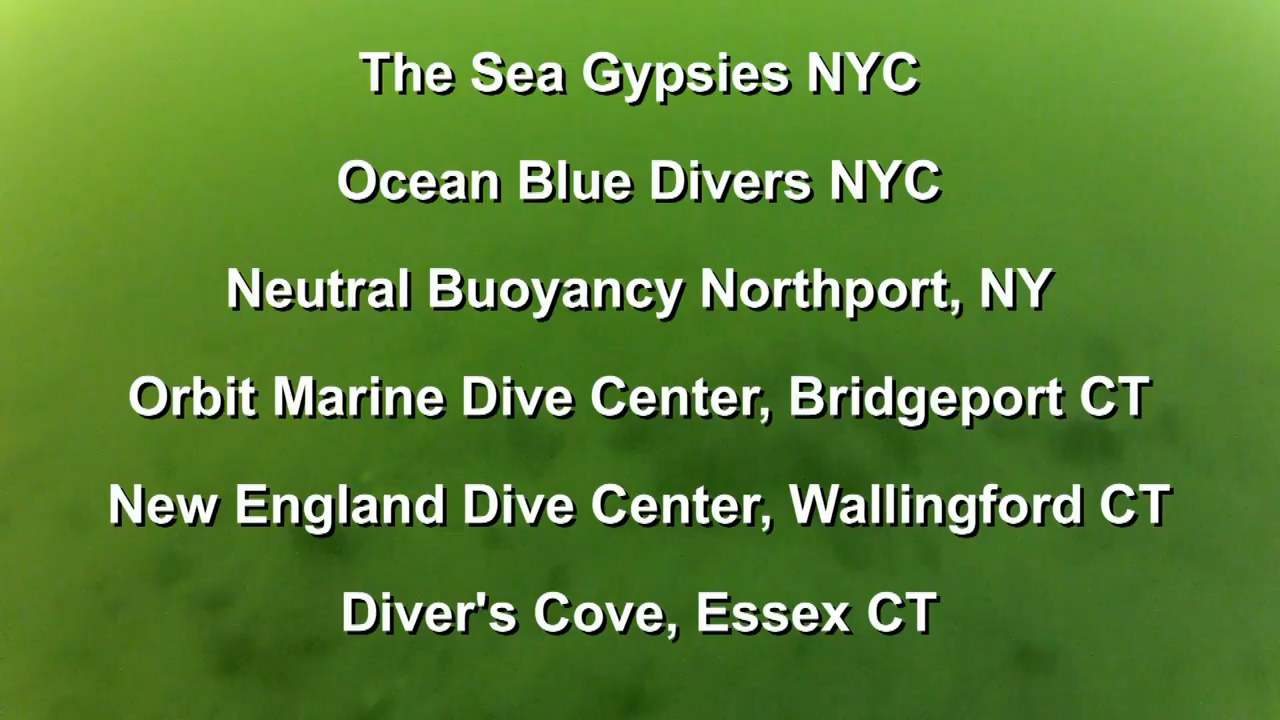 The Sea Gypsies NYC
Ocean Blue Divers NYC
Neutral Buoyancy Northport, NY
Orbit Marine Dive Center, Bridgeport CT
New England Dive Center, Wallingford CT
Diver's Cove, Essex CT